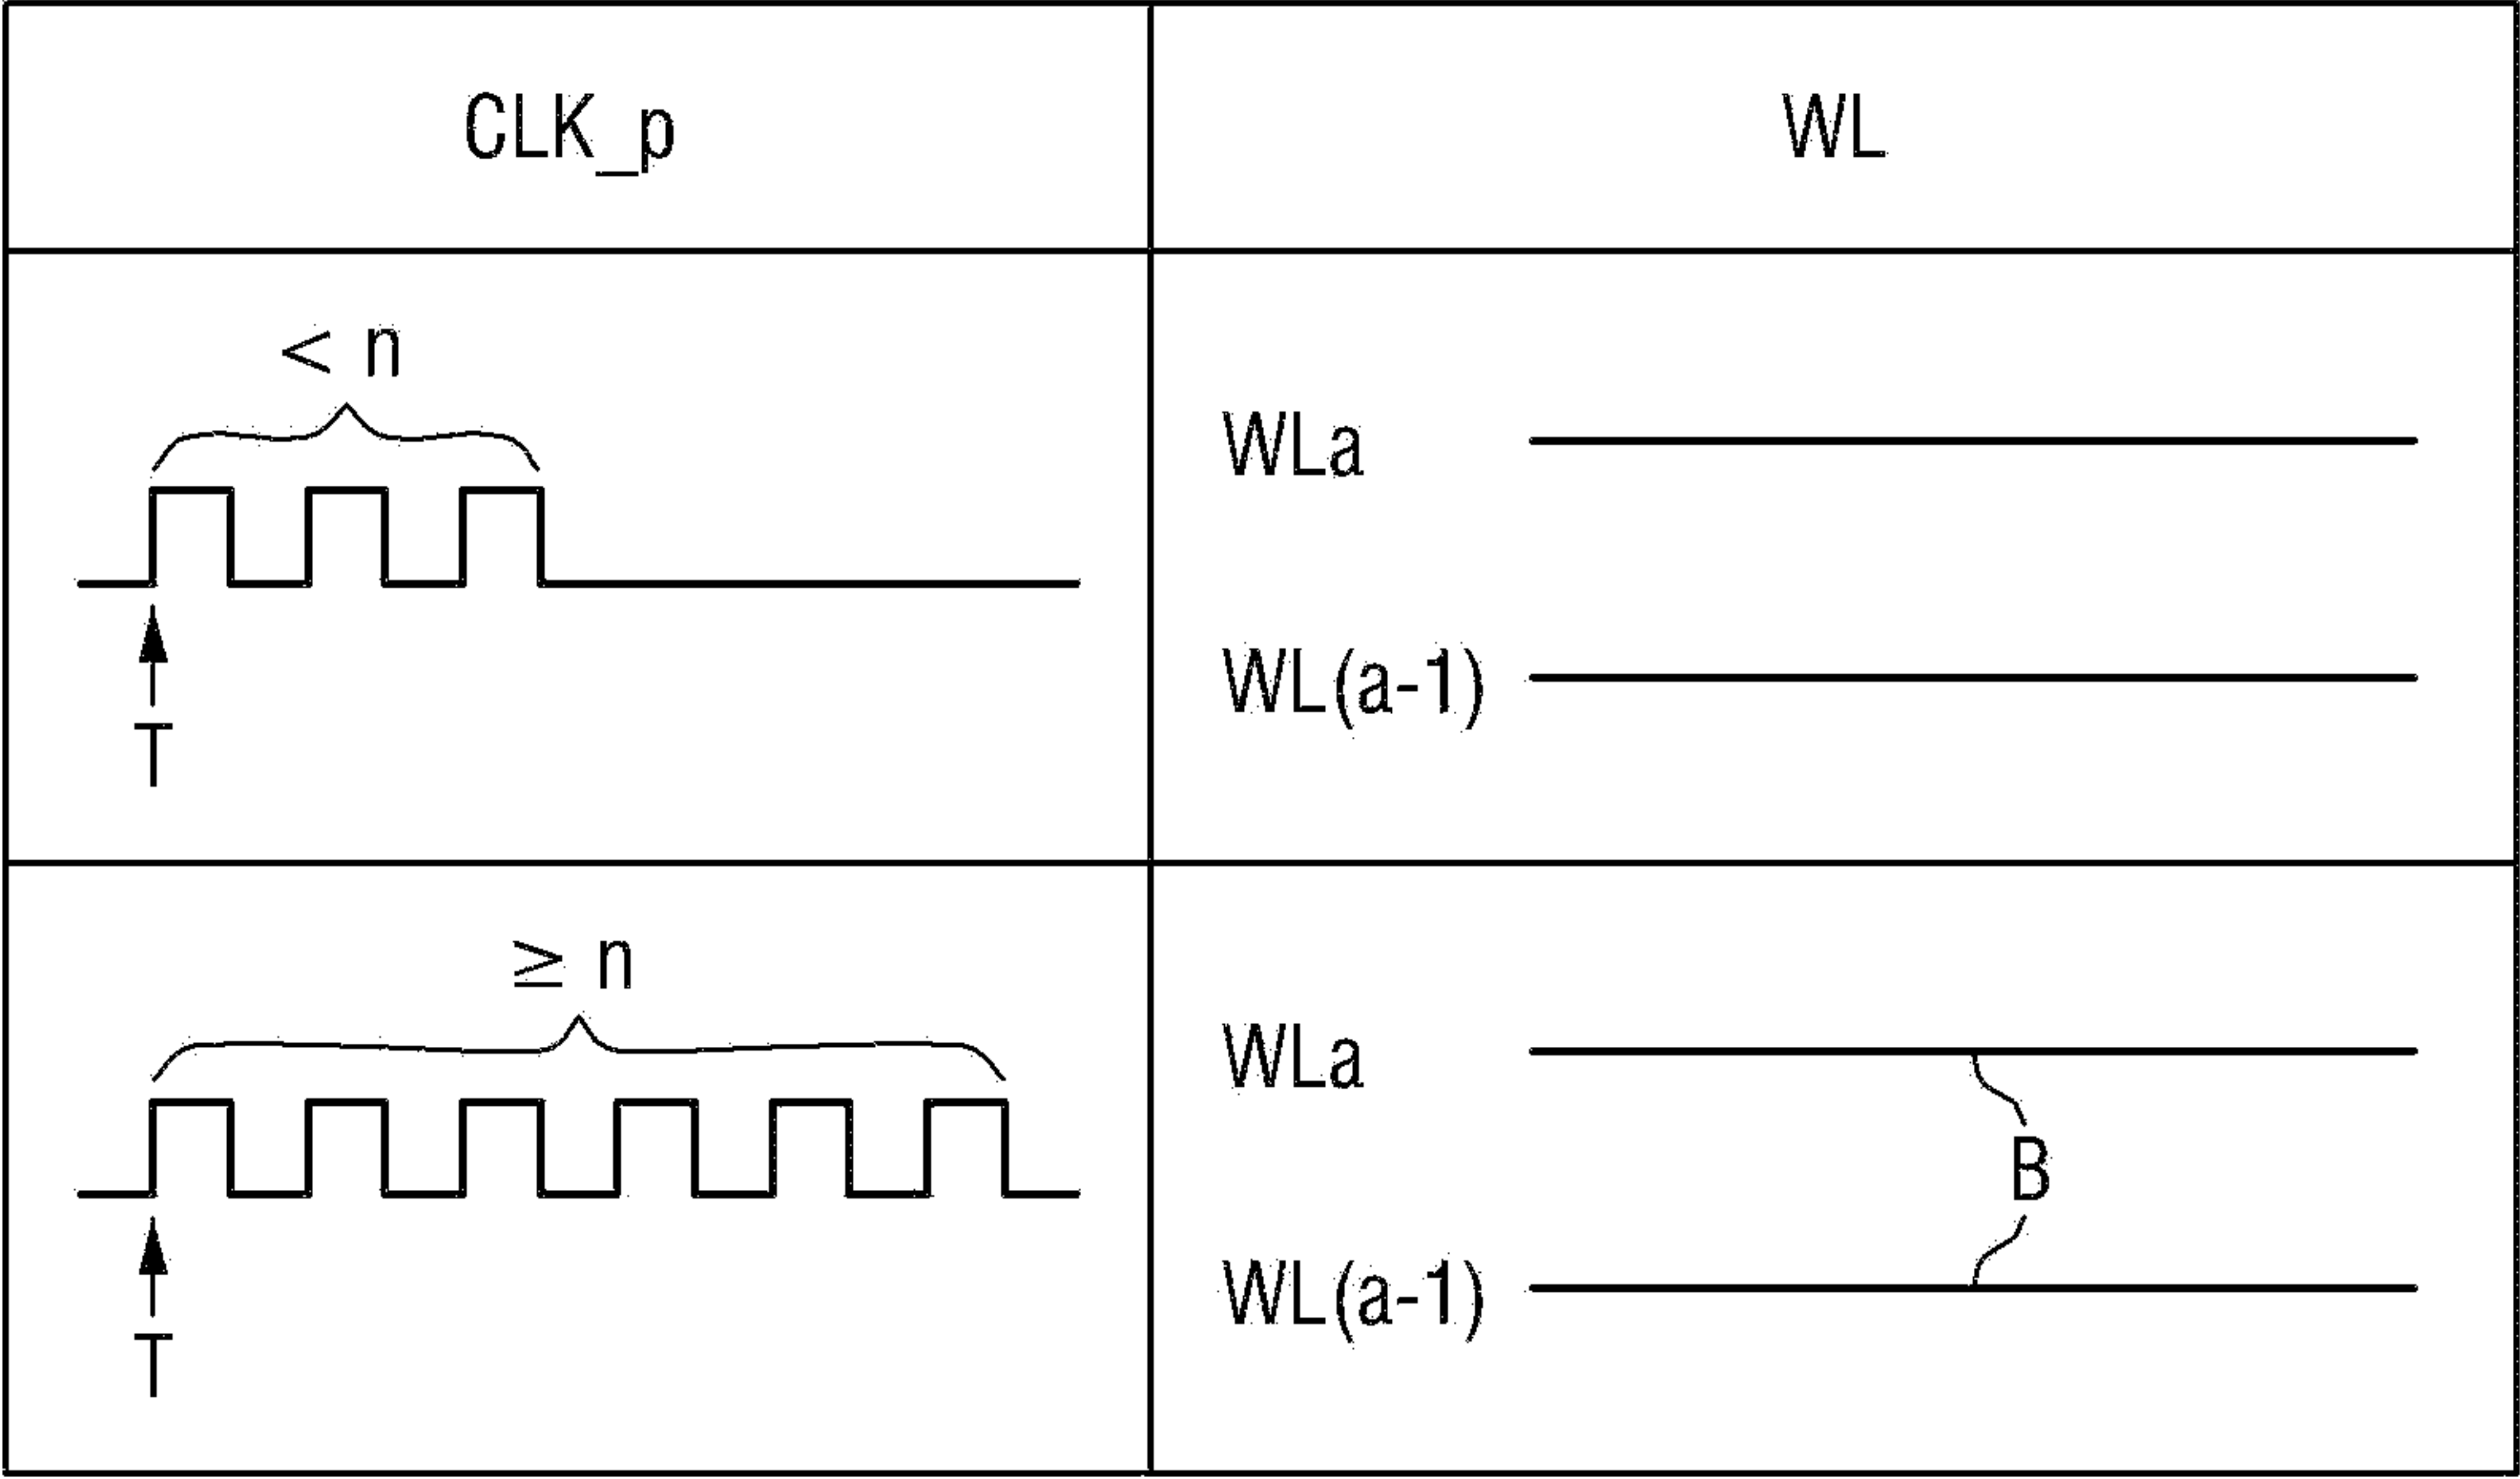 CLK_p
WL
< n
T
WLa
WL(a-1)
≥ n
T
WLa
B
WL(a-1)